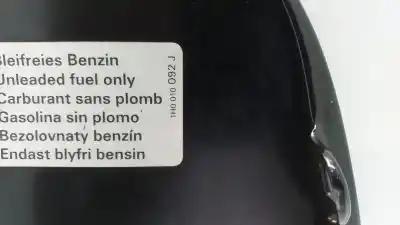 Bleifreies Benzin
Unleaded fuel only
Carburant sans plomb
Gasolina sin plomo
Bezolovnatý benzín
Endast blyfri bensin
1H0 010 092 J